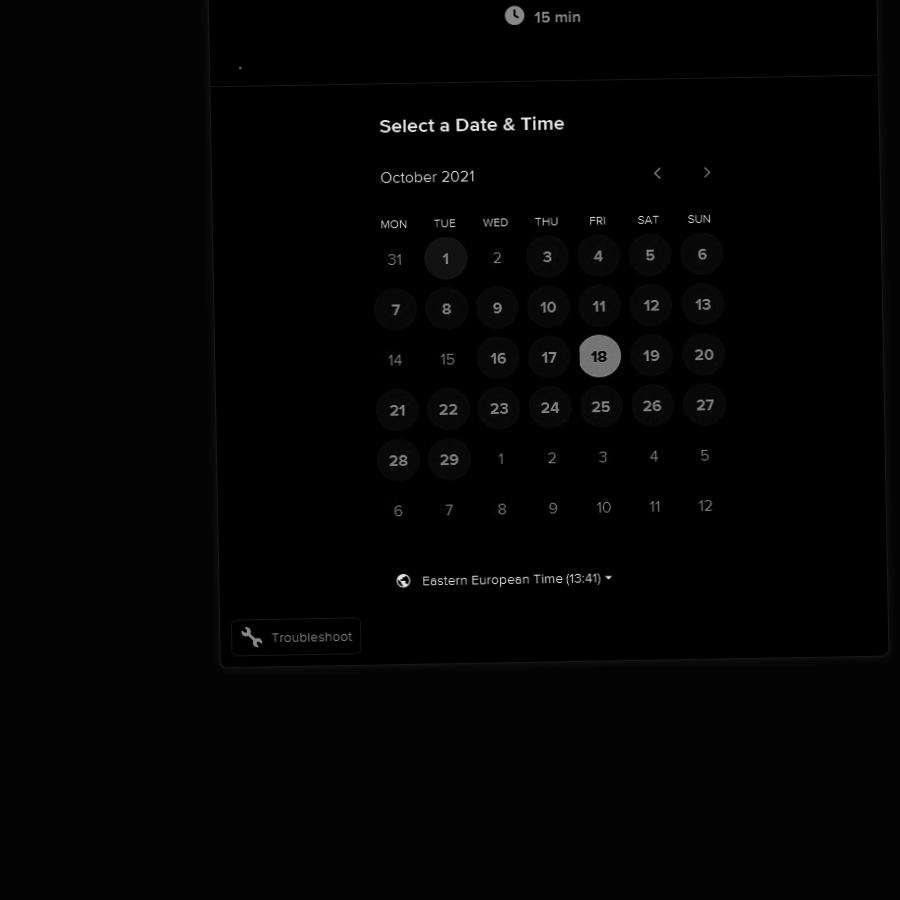 15 min
.
Select a Date & Time
October 2021
MON TUE WED THU FRI SAT SUN
31 1 2 3 4 5 6
7 8 9 10 11 12 13
14 15 16 17 18 19 20
21 22 23 24 25 26 27
28 29 1 2 3 4 5
6 7 8 9 10 11 12
Eastern European Time (13:41)
Troubleshoot